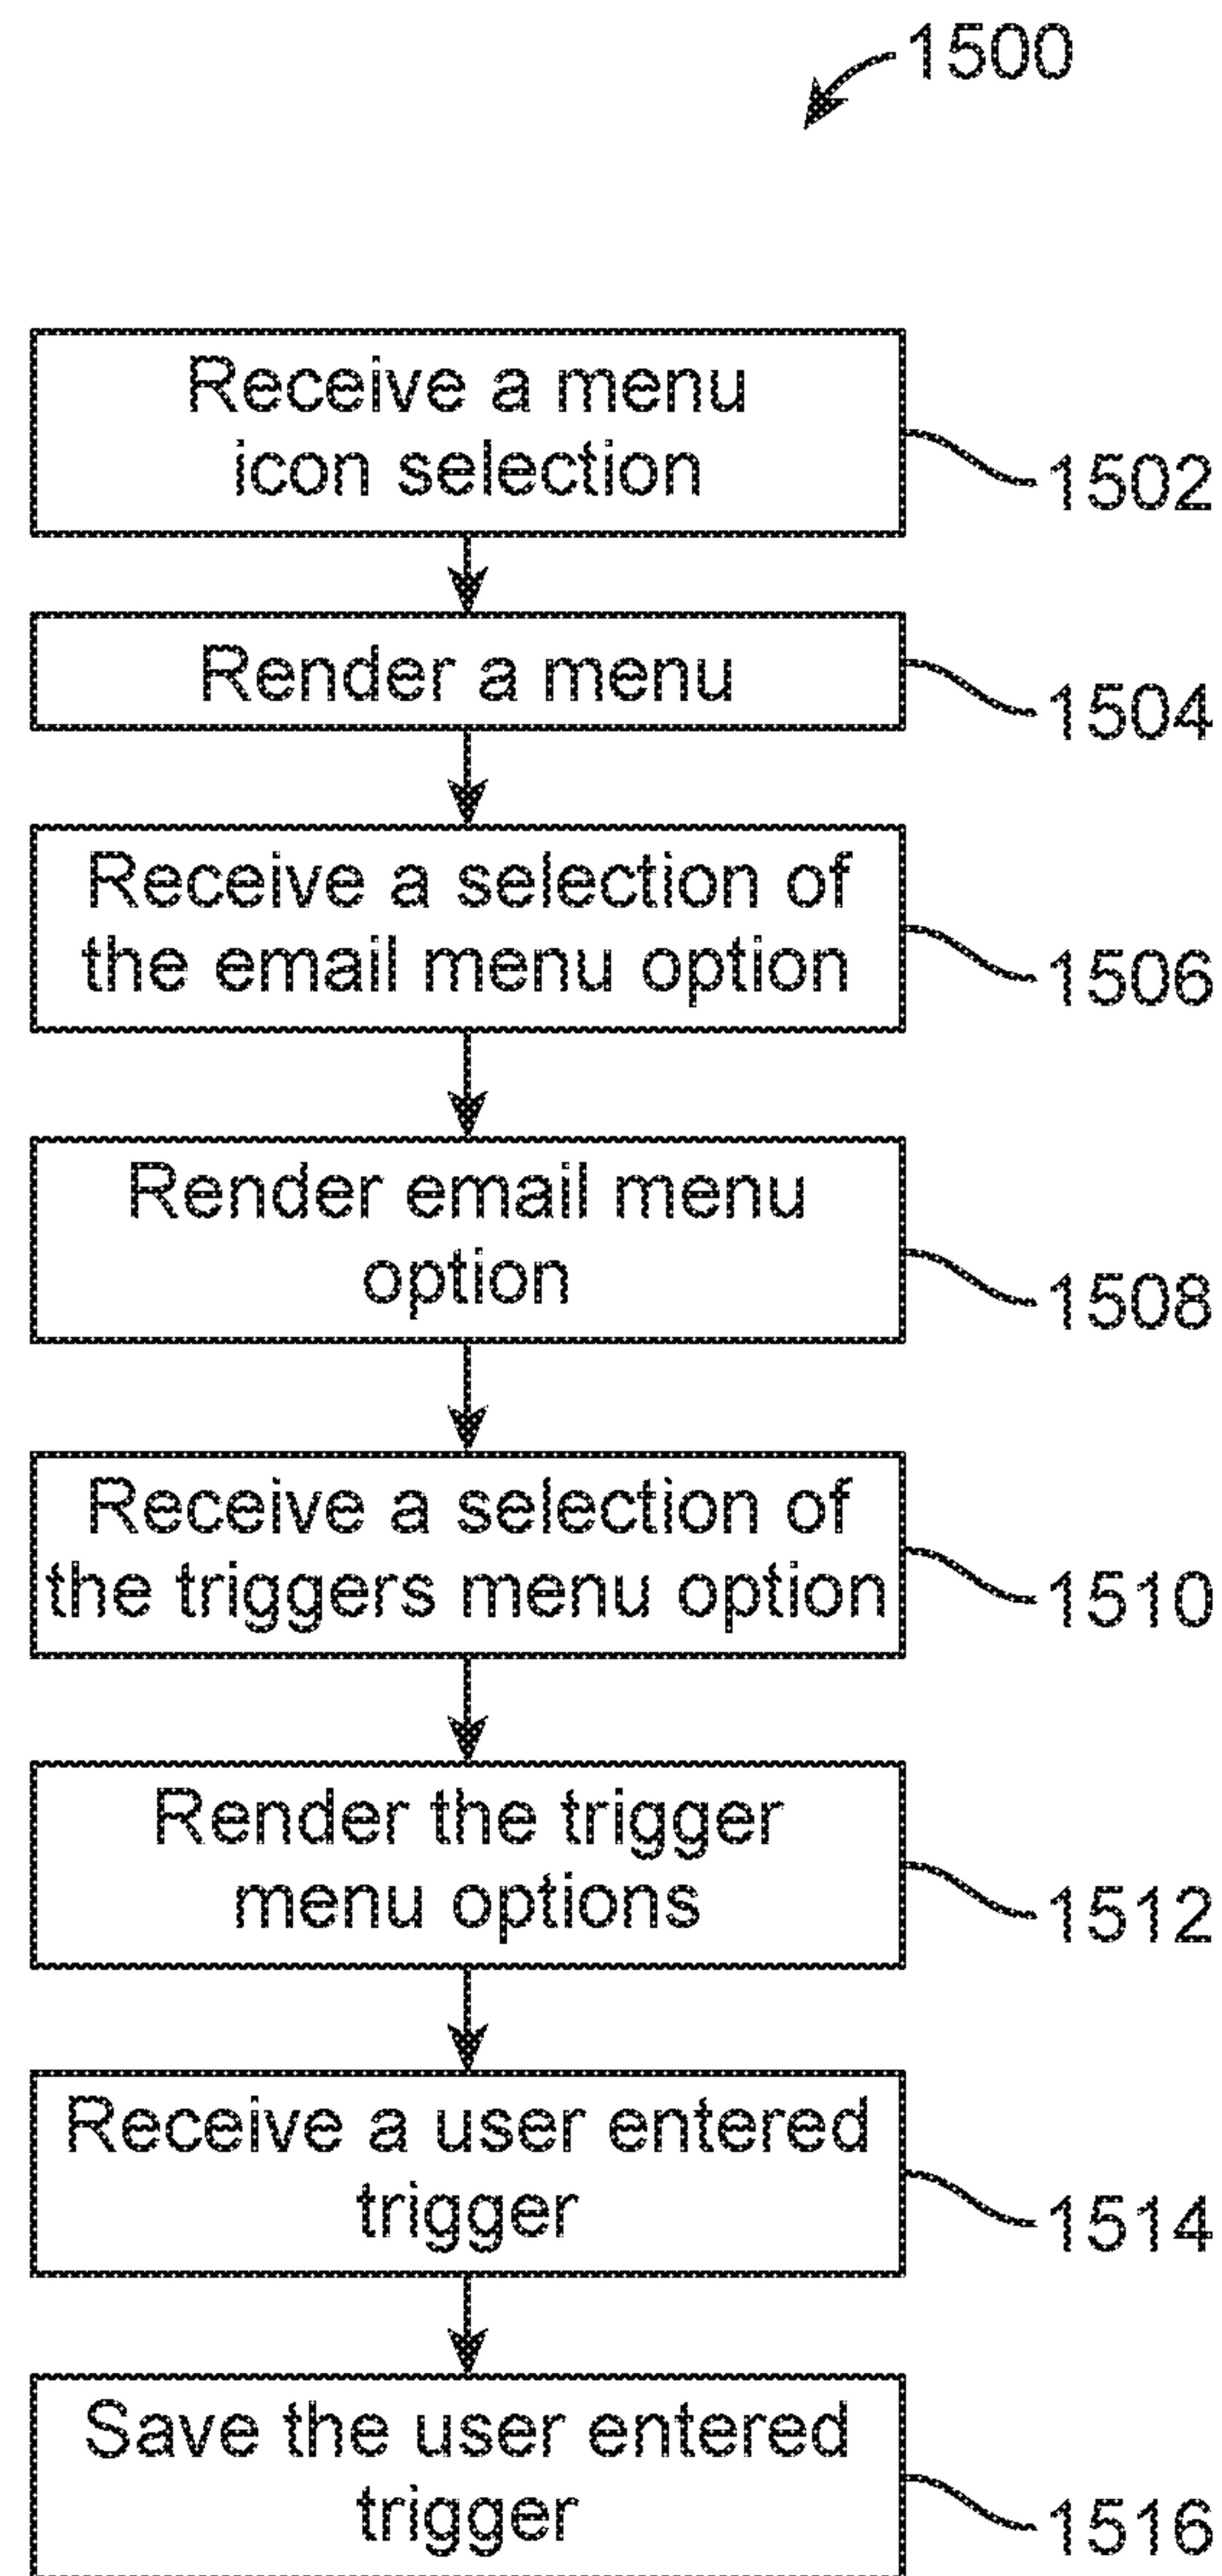 1500
Receive a menu
icon selection
1502
Render a menu
1504
Receive a selection of
the email menu option
1506
Render email menu
option
1508
Receive a selection of
the triggers menu option
1510
Render the trigger
menu options
1512
Receive a user entered
trigger
1514
Save the user entered
trigger
1516